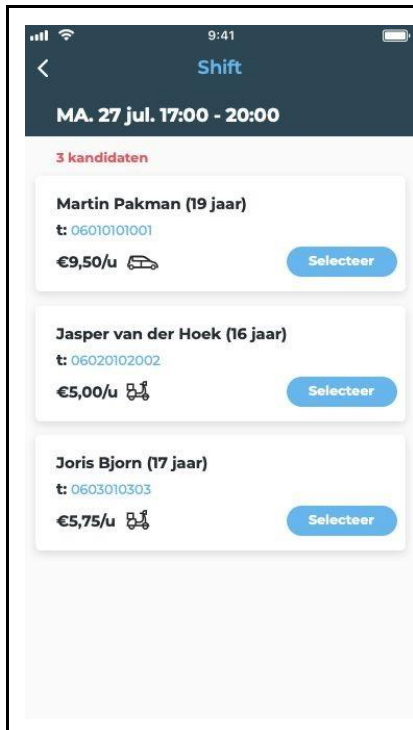 9:41
Shift
MA. 27 jul. 17:00 - 20:00
3 kandidaten
Martin Pakman (19 jaar)
t: 06010101001
€9,50/u
Selecteer
Jasper van der Hoek (16 jaar)
t: 06020102002
€5,00/u
Selecteer
Joris Bjorn (17 jaar)
t: 0603010303
€5,75/u
Selecteer